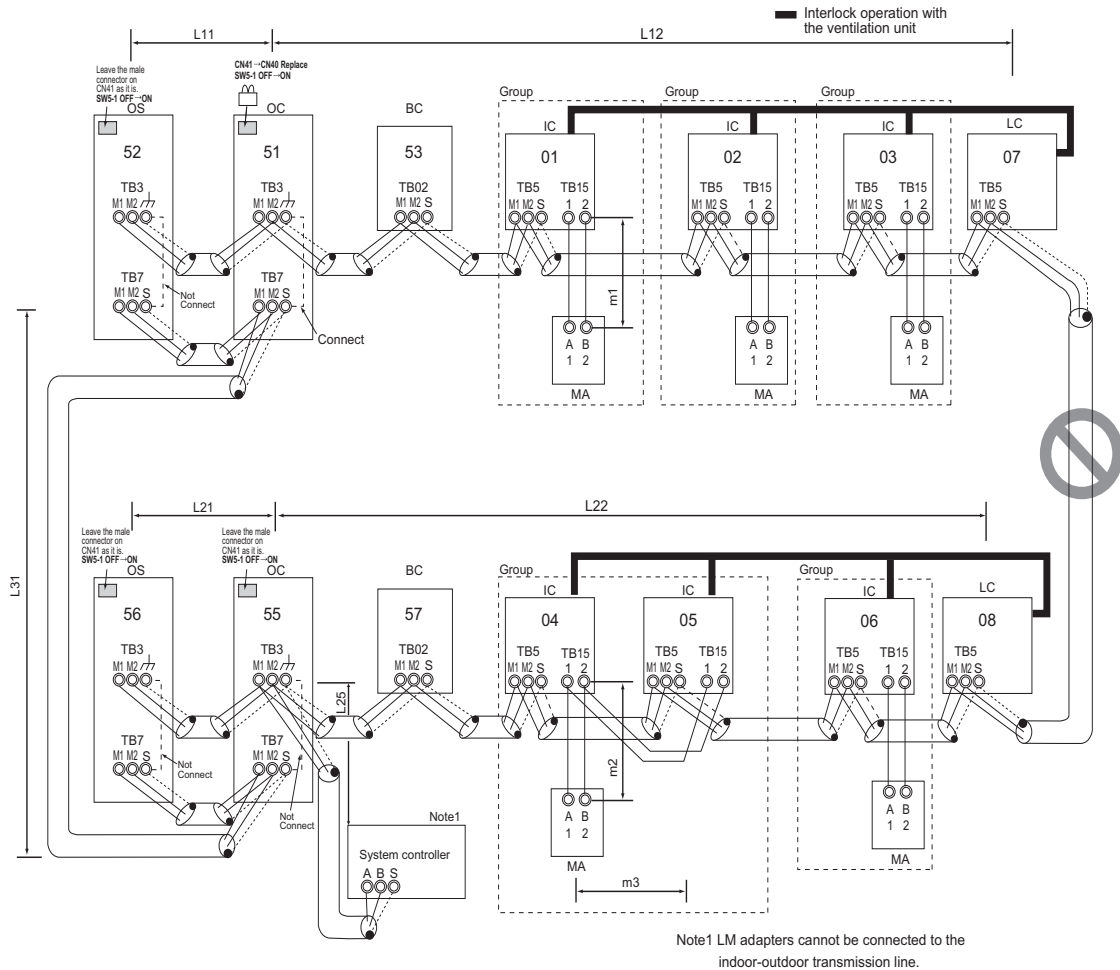 Interlock operation with
the ventilation unit
L11
L12
Leave the male
connector on
CN41 as it is.
SW5-1 OFF→ON
CN41→CN40 Replace
SW5-1 OFF→ON
OS
OC
BC
Group
Group
Group
IC
IC
IC
LC
52
51
53
01
02
03
07
TB3
TB3
TB02
TB5 TB15
TB5 TB15
TB5 TB15
TB5
M1 M2
M1 M2
M1 M2 S
M1 M2 S 1 2
M1 M2 S 1 2
M1 M2 S 1 2
M1 M2 S
TB7
TB7
M1 M2 S
M1 M2 S
Not
Connect
Connect
m1
A B
1 2
MA
A B
1 2
MA
A B
1 2
MA
L31
L21
L22
Leave the male
connector on
CN41 as it is.
SW5-1 OFF→ON
Leave the male
connector on
CN41 as it is.
SW5-1 OFF→ON
OS
OC
BC
Group
Group
IC
IC
IC
LC
56
55
57
04
05
06
08
TB3
TB3
TB02
TB5 TB15
TB5 TB15
TB5 TB15
TB5
M1 M2
M1 M2
M1 M2 S
M1 M2 S 1 2
M1 M2 S 1 2
M1 M2 S 1 2
M1 M2 S
L25
TB7
TB7
M1 M2 S
M1 M2 S
Not
Connect
Not
Connect
m2
Note1
System controller
A B S
A B
1 2
MA
A B
1 2
MA
m3
Note1 LM adapters cannot be connected to the
indoor-outdoor transmission line.